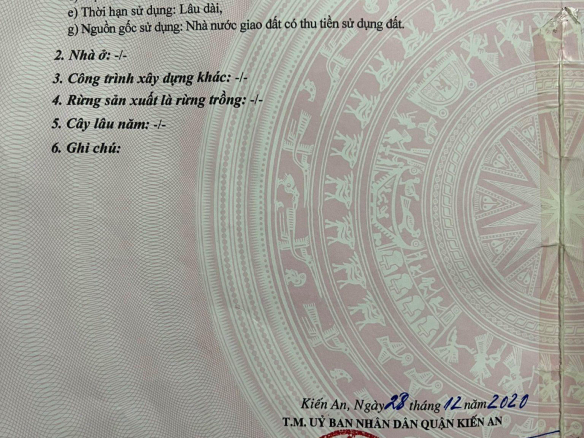 e) Thời hạn sử dụng: Lâu dài,
g) Nguồn gốc sử dụng: Nhà nước giao đất có thu tiền sử dụng đất.
2. Nhà ở: -/-
3. Công trình xây dựng khác: -/-
4. Rừng sản xuất là rừng trồng: -/-
5. Cây lâu năm: -/-
6. Ghi chú:
Kiến An, Ngày 28 tháng 12 năm 2020
T.M. UỶ BAN NHÂN DÂN QUẬN KIẾN AN